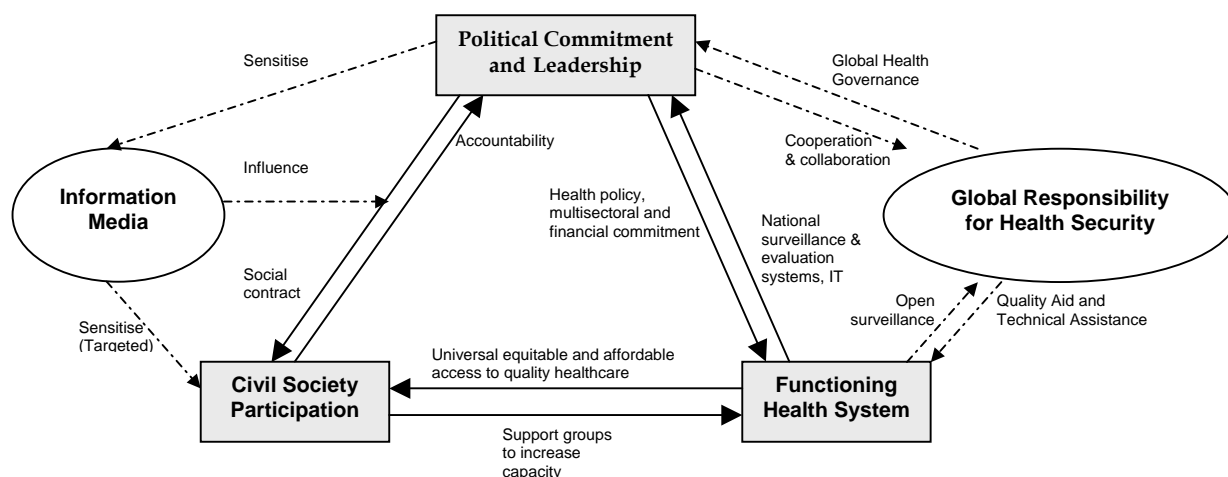 Political Commitment
and Leadership
Sensitise
Global Health
Governance
Accountability
Cooperation
& collaboration
Influence
Information
Media
Health policy,
multisectoral and
financial commitment
National
surveillance &
evaluation
systems, IT
Global Responsibility
for Health Security
Social
contract
Sensitise
(Targeted)
Open
surveillance
Quality Aid and
Technical Assistance
Universal equitable and affordable
access to quality healthcare
Civil Society
Participation
Functioning
Health System
Support groups
to increase
capacity